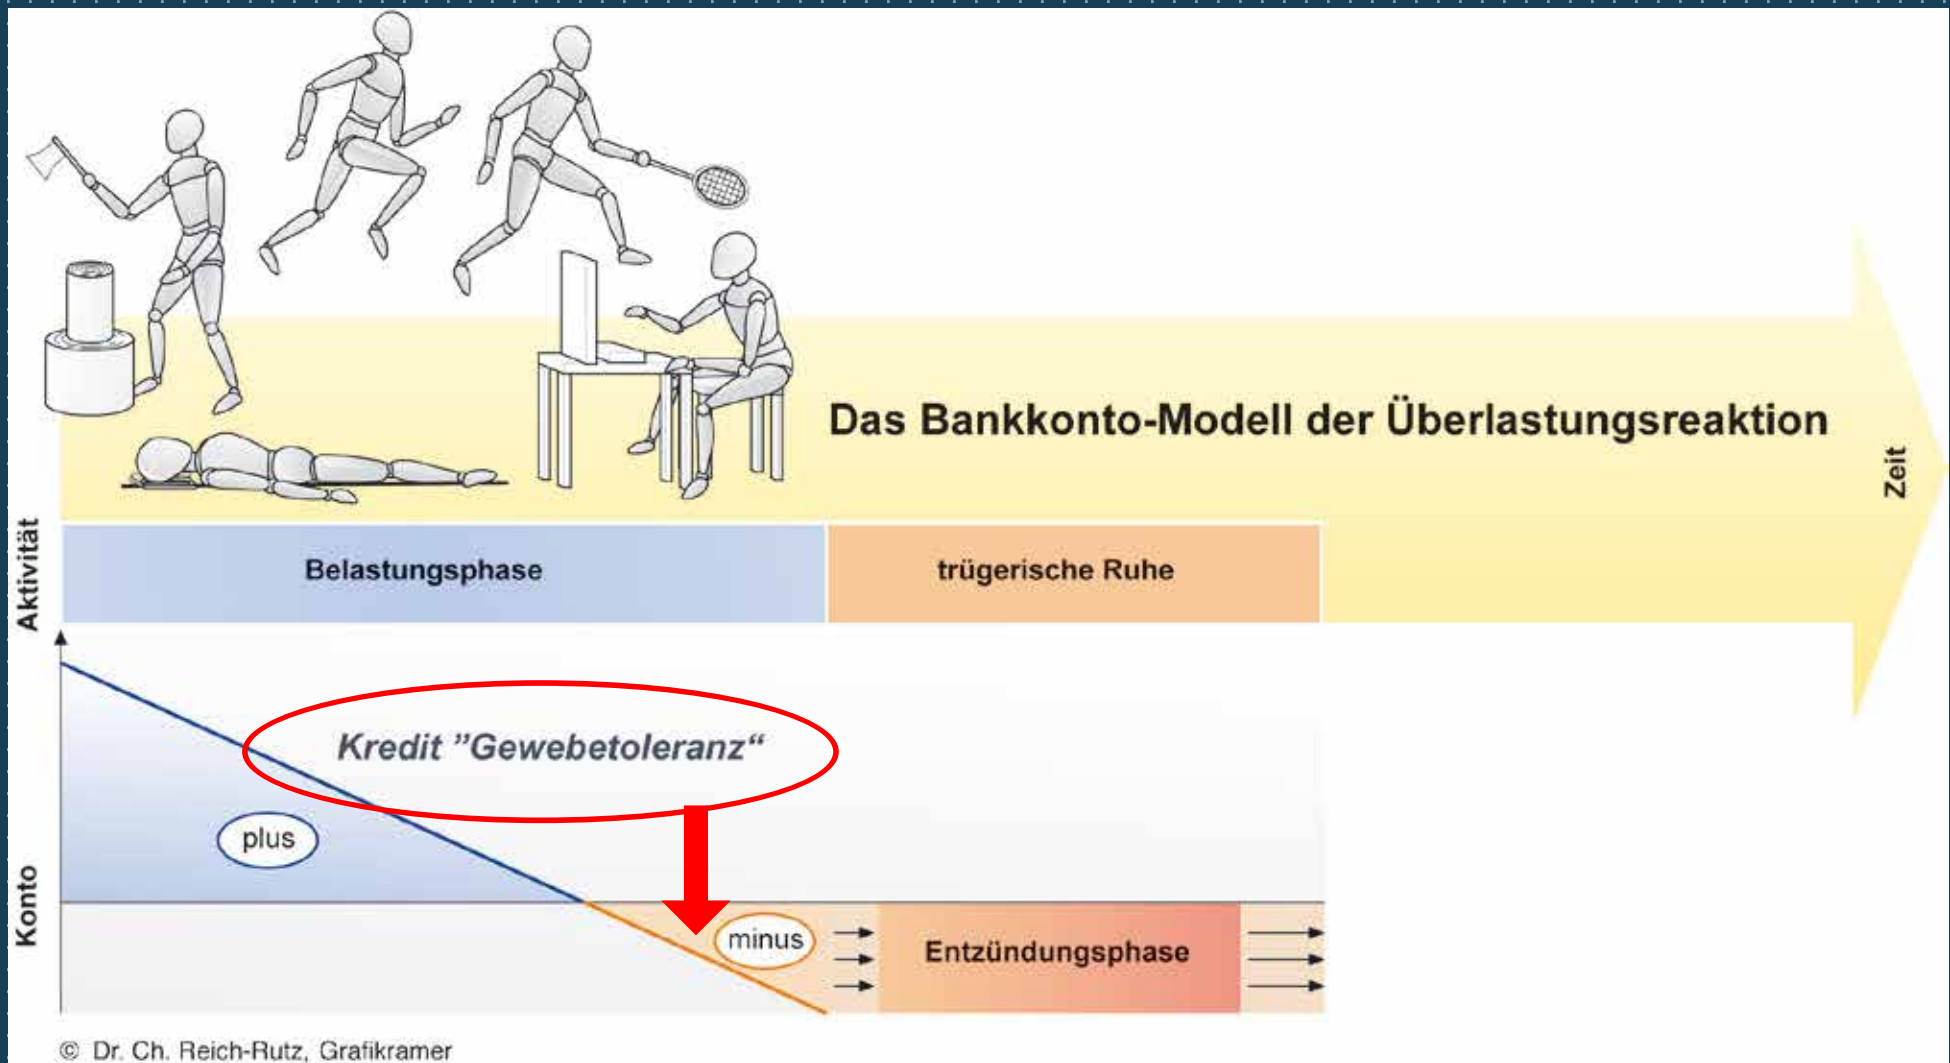 Das Bankkonto-Modell der Überlastungsreaktion
Zeit
Aktivität
Belastungsphase
trügerische Ruhe
Kredit ”Gewebetoleranz“
plus
Konto
minus
Entzündungsphase
© Dr. Ch. Reich-Rutz, Grafikramer